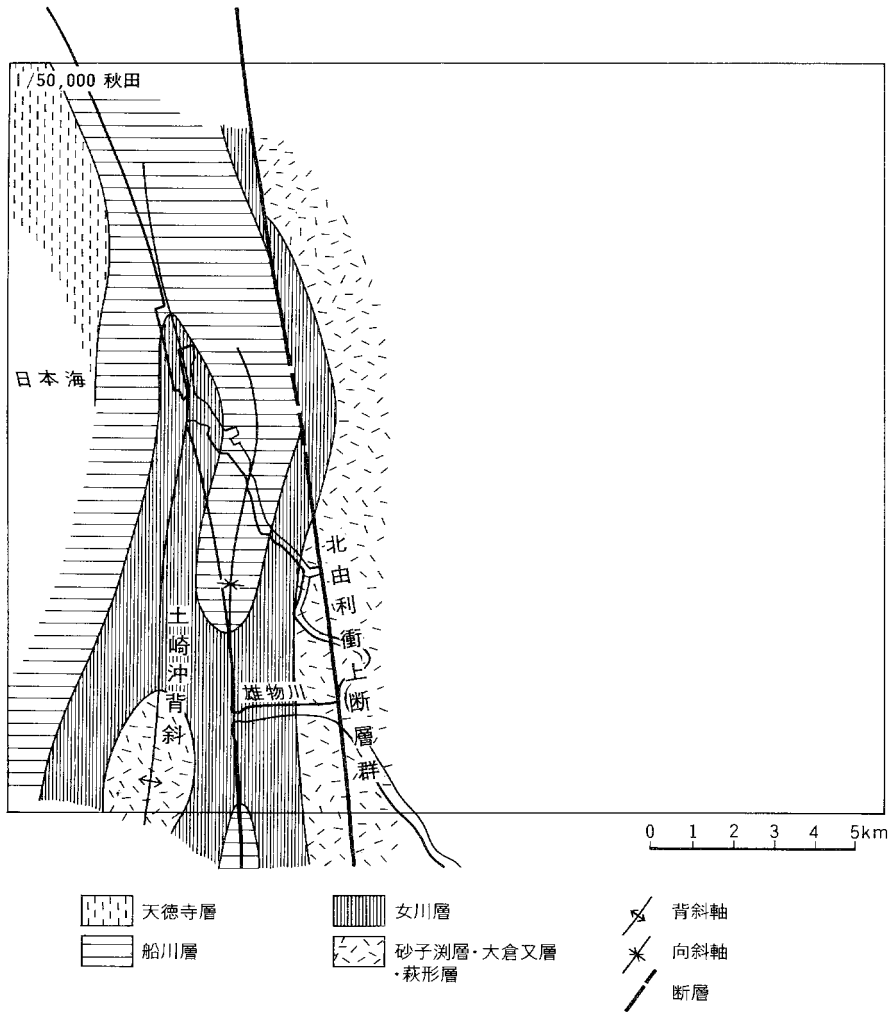 1/50,000 秋田
日本海
北由利衝上断層群
土崎沖背斜
雄物川
0 1 2 3 4 5km
天徳寺層
女川層
背斜軸
船川層
砂子渕層・大倉又層
・萩形層
向斜軸
断層